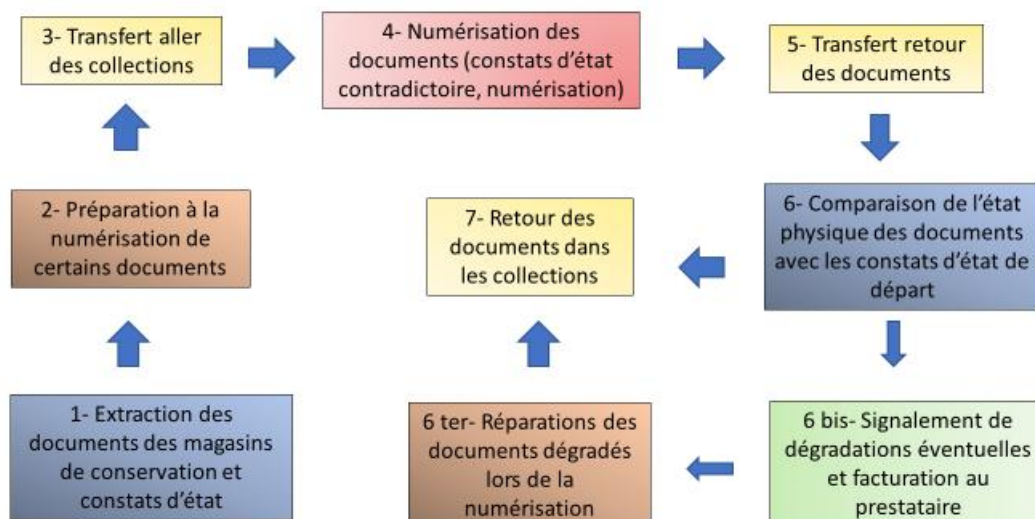 3- Transfert aller
des collections
4- Numérisation des
documents (constats d’état
contradictoire, numérisation)
5- Transfert retour
des documents
2- Préparation à la
numérisation de
certains documents
7- Retour des
documents dans
les collections
6- Comparaison de l’état
physique des documents
avec les constats d’état de
départ
1- Extraction des
documents des magasins
de conservation et
constats d’état
6 ter- Réparations des
documents dégradés
lors de la
numérisation
6 bis- Signalement de
dégradations éventuelles
et facturation au
prestataire